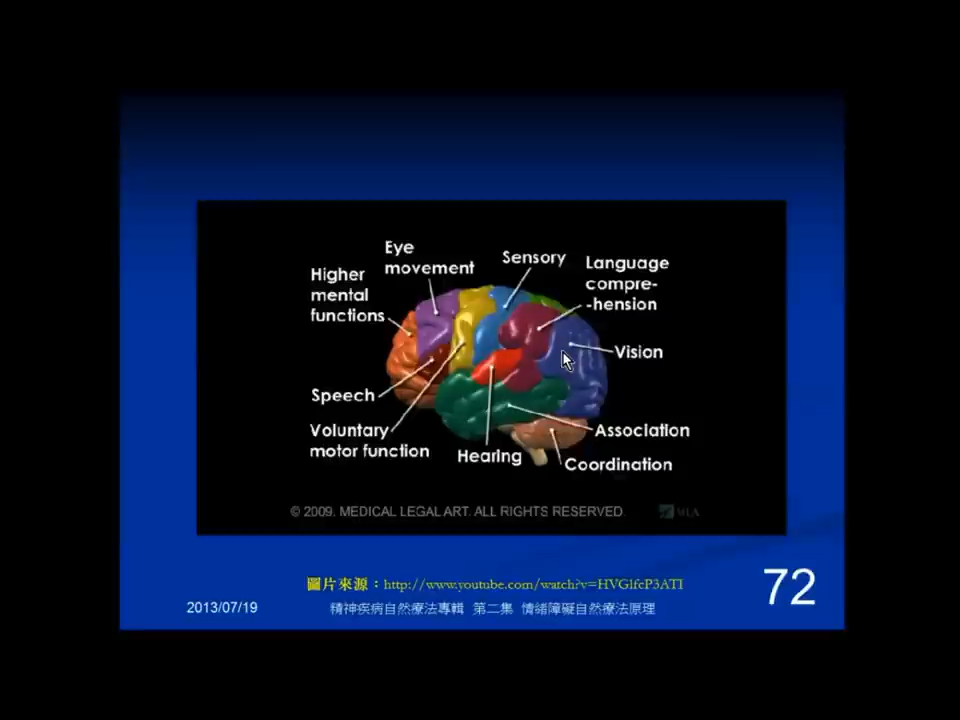 Eye
movement
Sensory
Language
compre-
-hension
Higher
mental
functions
Vision
Speech
Voluntary
motor function
Hearing
Association
Coordination
© 2009. MEDICAL LEGAL ART. ALL RIGHTS RESERVED.
MLA
圖片來源：http://www.youtube.com/watch?v=HVGlfcP3ATI
2013/07/19
精神疾病自然療法專輯 第二集 情緒障礙自然療法原理
72